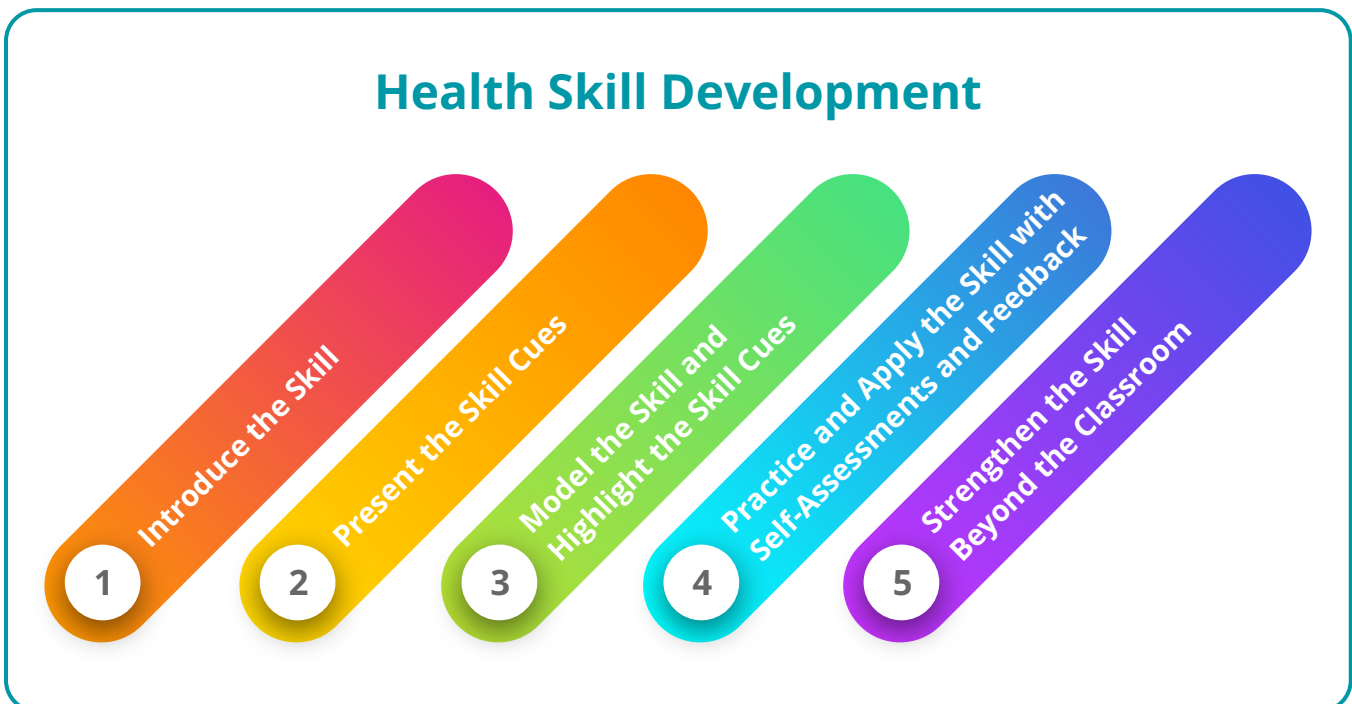 Health Skill Development
1
Introduce the Skill
2
Present the Skill Cues
3
Model the Skill and
Highlight the Skill Cues
4
Practice and Apply the Skill with
Self-Assessments and Feedback
5
Strengthen the Skill
Beyond the Classroom